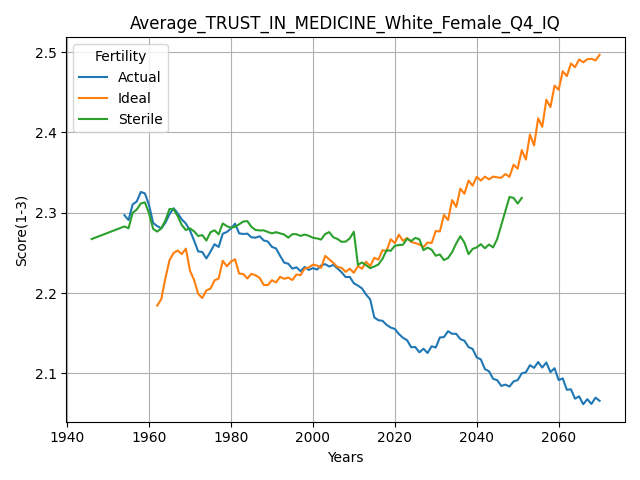 Average_TRUST_IN_MEDICINE_White_Female_Q4_IQ
Fertility
Actual
Ideal
Sterile
Score(1-3)
2.5
2.4
2.3
2.2
2.1
1940 1960 1980 2000 2020 2040 2060
Years